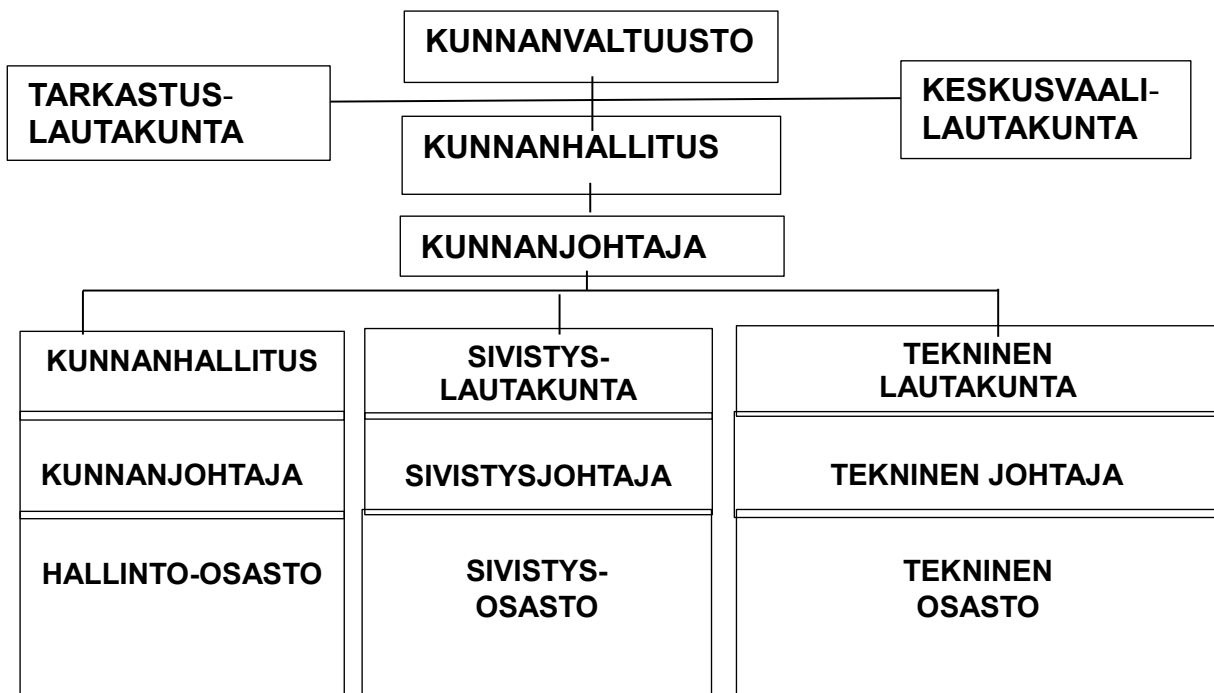 KUNNANVALTUUSTO
TARKASTUS-
LAUTAKUNTA
KESKUSVAALI-
LAUTAKUNTA
KUNNANHALLITUS
KUNNANJOHTAJA
KUNNANHALLITUS
SIVISTYS-
LAUTAKUNTA
TEKNINEN
LAUTAKUNTA
KUNNANJOHTAJA
SIVISTYSJOHTAJA
TEKNINEN JOHTAJA
HALLINTO-OSASTO
SIVISTYS-
OSASTO
TEKNINEN
OSASTO